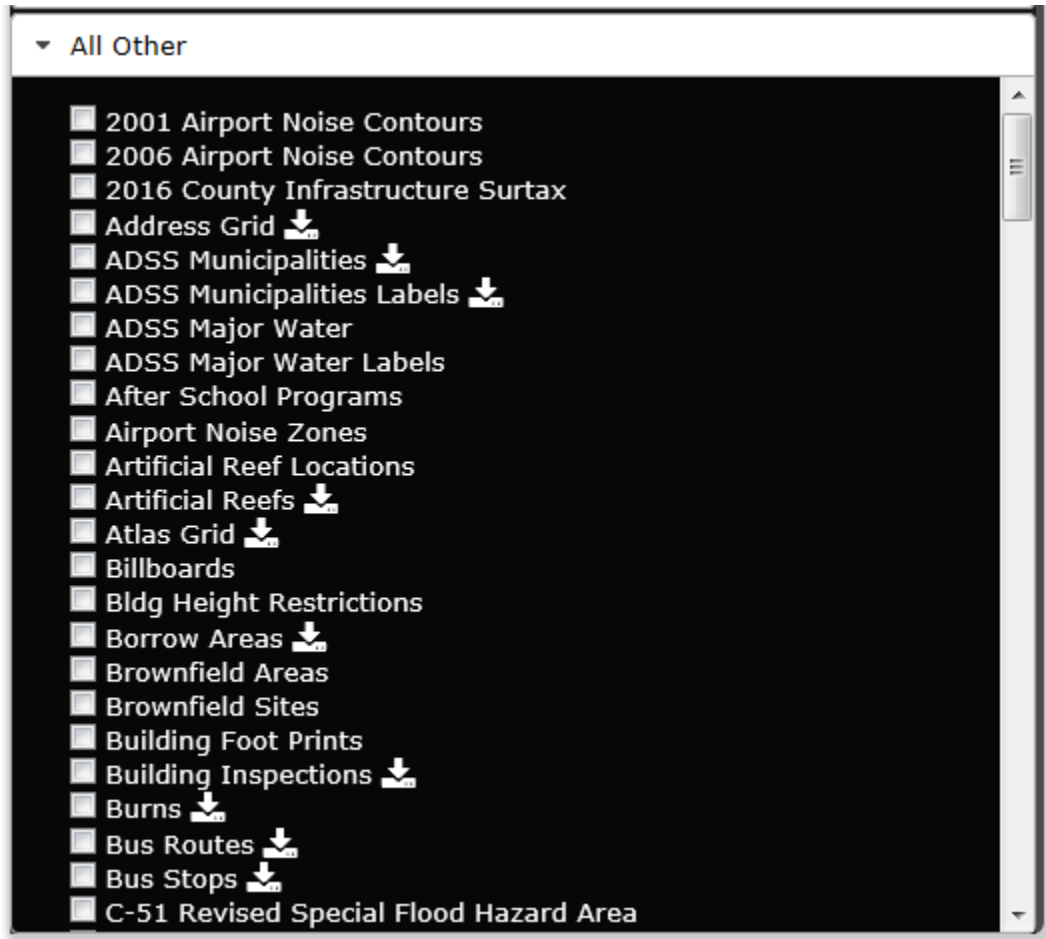 All Other
2001 Airport Noise Contours
2006 Airport Noise Contours
2016 County Infrastructure Surtax
Address Grid
ADSS Municipalities
ADSS Municipalities Labels
ADSS Major Water
ADSS Major Water Labels
After School Programs
Airport Noise Zones
Artificial Reef Locations
Artificial Reefs
Atlas Grid
Billboards
Bldg Height Restrictions
Borrow Areas
Brownfield Areas
Brownfield Sites
Building Foot Prints
Building Inspections
Burns
Bus Routes
Bus Stops
C-51 Revised Special Flood Hazard Area